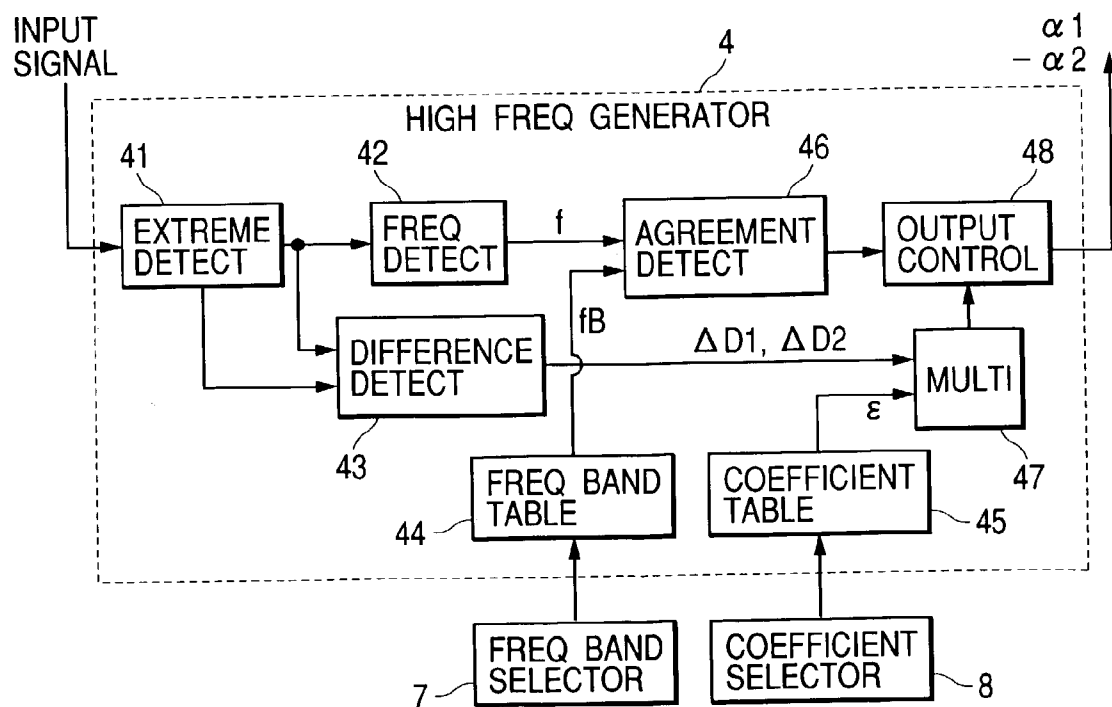 INPUT
SIGNAL
α1
− α2
4
HIGH FREQ GENERATOR
41
42
46
48
EXTREME
DETECT
FREQ
DETECT
f
AGREEMENT
DETECT
OUTPUT
CONTROL
fB
DIFFERENCE
DETECT
ΔD1, ΔD2
MULTI
ε
43
47
FREQ BAND
TABLE
44
COEFFICIENT
TABLE
45
FREQ BAND
SELECTOR
7
COEFFICIENT
SELECTOR
8